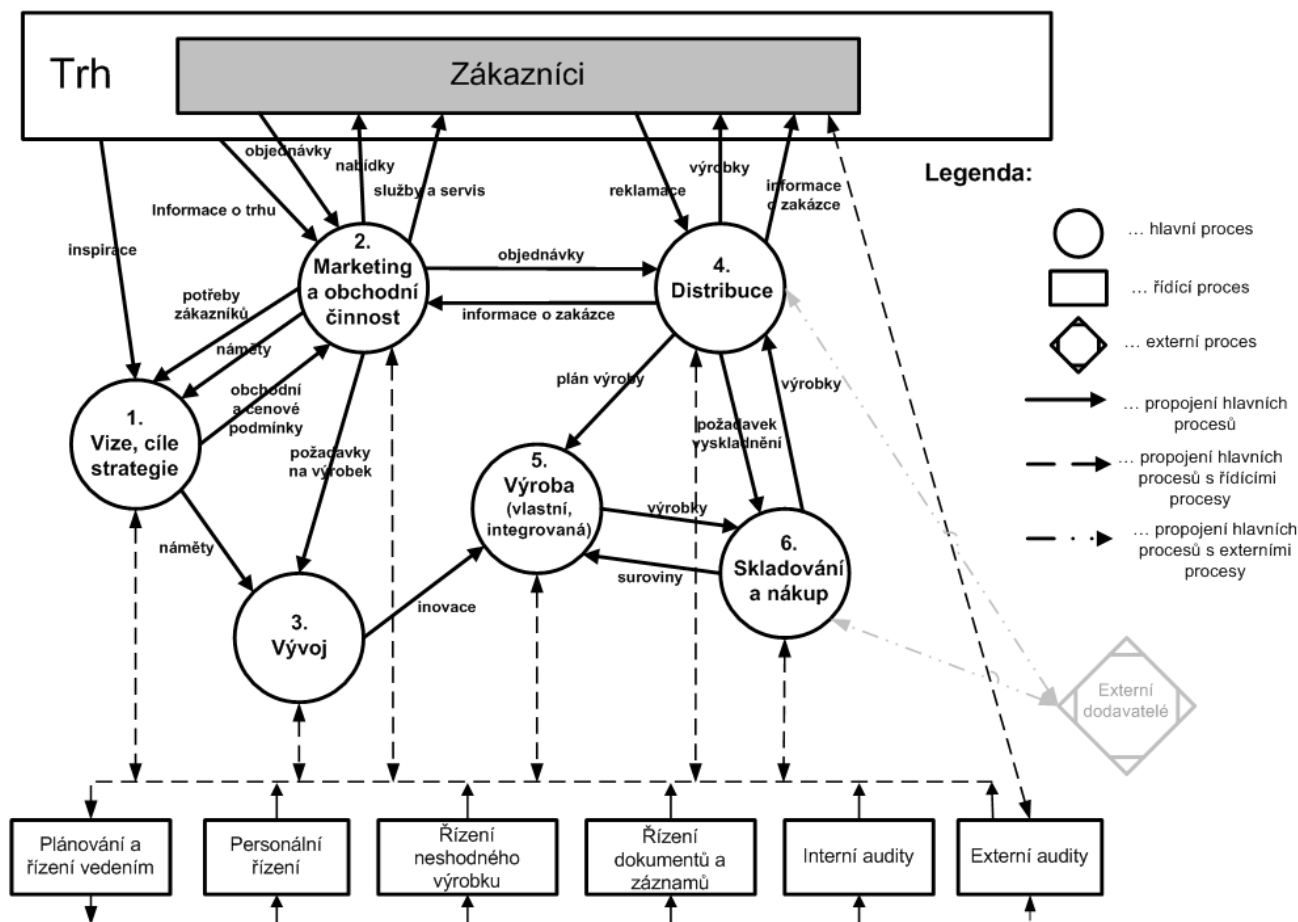 Trh
Zákazníci
objednávky
nabídky
služby a servis
Informace o trhu
inspirace
reklamace
výrobky
informace
o zakázce
Legenda:
… hlavní proces
… řídící proces
… externí proces
… propojení hlavních
procesů
… propojení hlavních
procesů s řídícími
procesy
… propojení hlavních
procesů s externími
procesy
2.
Marketing
a obchodní
činnost
objednávky
informace o zakázce
4.
Distribuce
potřeby
zákazníků
náměty
obchodní
a cenové
podmínky
1.
Vize, cíle
strategie
požadavky
na výrobek
plán výroby
požadavek
vyskladnění
výrobky
5.
Výroba
(vlastní,
integrovaná)
výrobky
suroviny
6.
Skladování
a nákup
náměty
3.
Vývoj
inovace
Externí
dodavatelé
Plánování a
řízení vedením
Personální
řízení
Řízení
neshodného
výrobku
Řízení
dokumentů a
záznamů
Interní audity
Externí audity